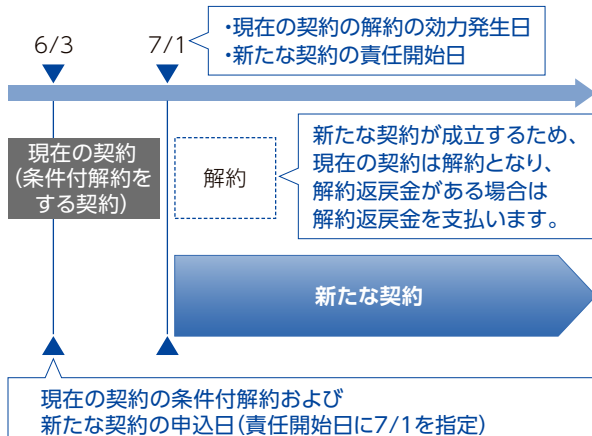 6/3
7/1
・現在の契約の解約の効力発生日
・新たな契約の責任開始日
現在の契約
(条件付解約を
する契約)
解約
新たな契約が成立するため、
現在の契約は解約となり、
解約返戻金がある場合は
解約返戻金を支払います。
新たな契約
現在の契約の条件付解約および
新たな契約の申込日(責任開始日に7/1を指定)